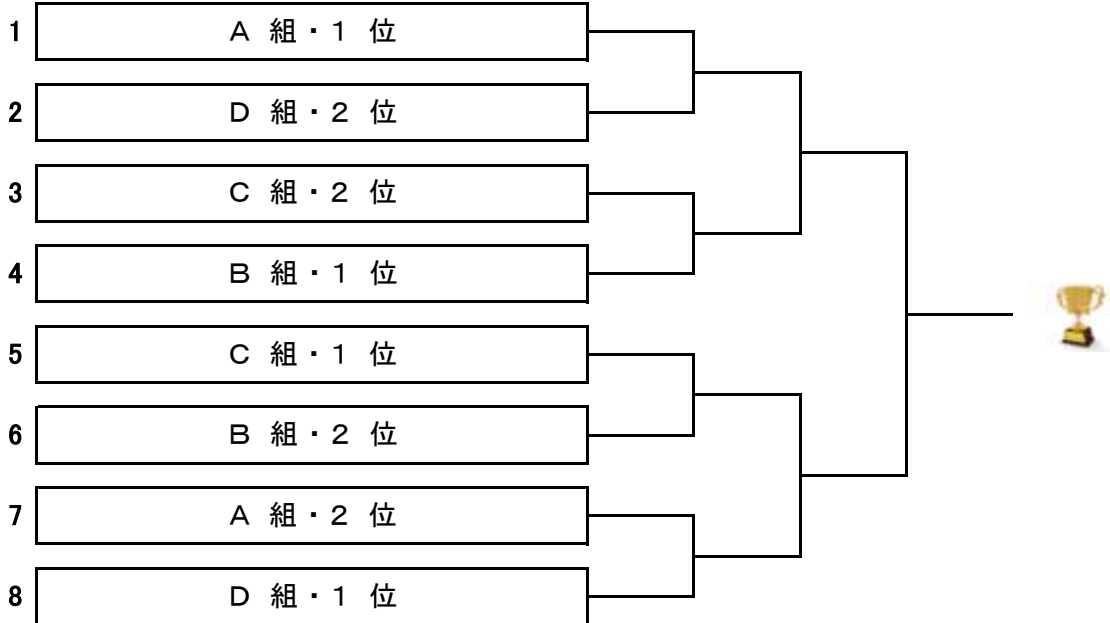 1 A 組・1 位
2 D 組・2 位
3 C 組・2 位
4 B 組・1 位
5 C 組・1 位
6 B 組・2 位
7 A 組・2 位
8 D 組・1 位